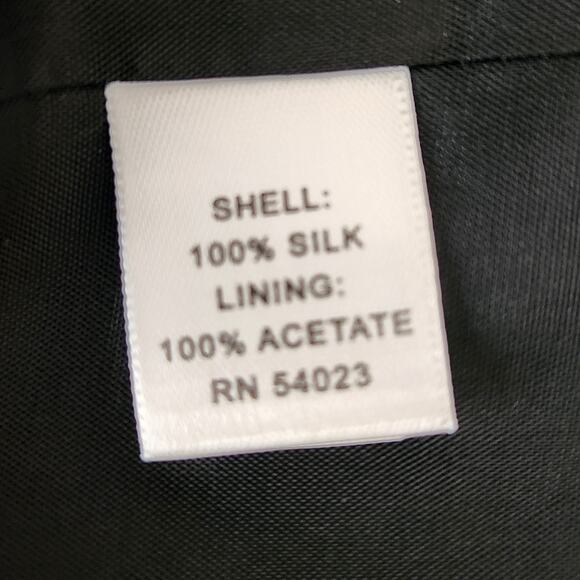 SHELL:
100% SILK
LINING:
100% ACETATE
RN 54023